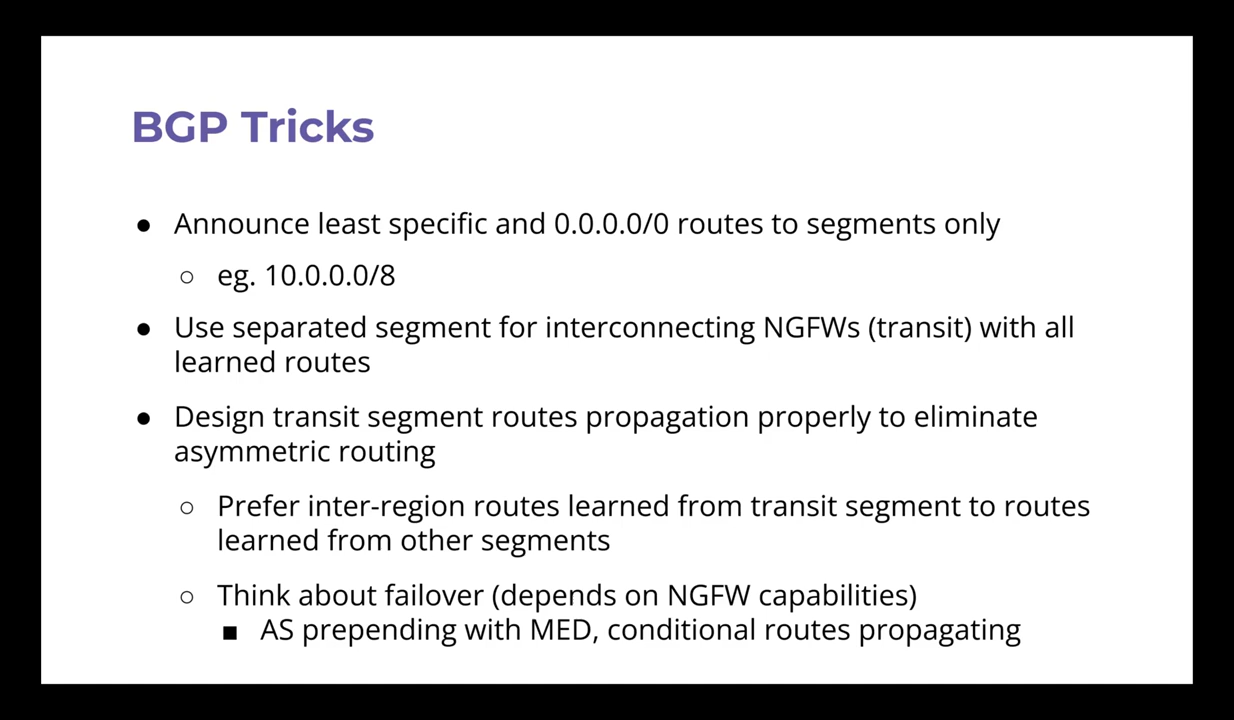 BGP Tricks
● Announce least specific and 0.0.0.0/0 routes to segments only
○ eg. 10.0.0.0/8
● Use separated segment for interconnecting NGFWs (transit) with all
learned routes
● Design transit segment routes propagation properly to eliminate
asymmetric routing
○ Prefer inter-region routes learned from transit segment to routes
learned from other segments
○ Think about failover (depends on NGFW capabilities)
■ AS prepending with MED, conditional routes propagating